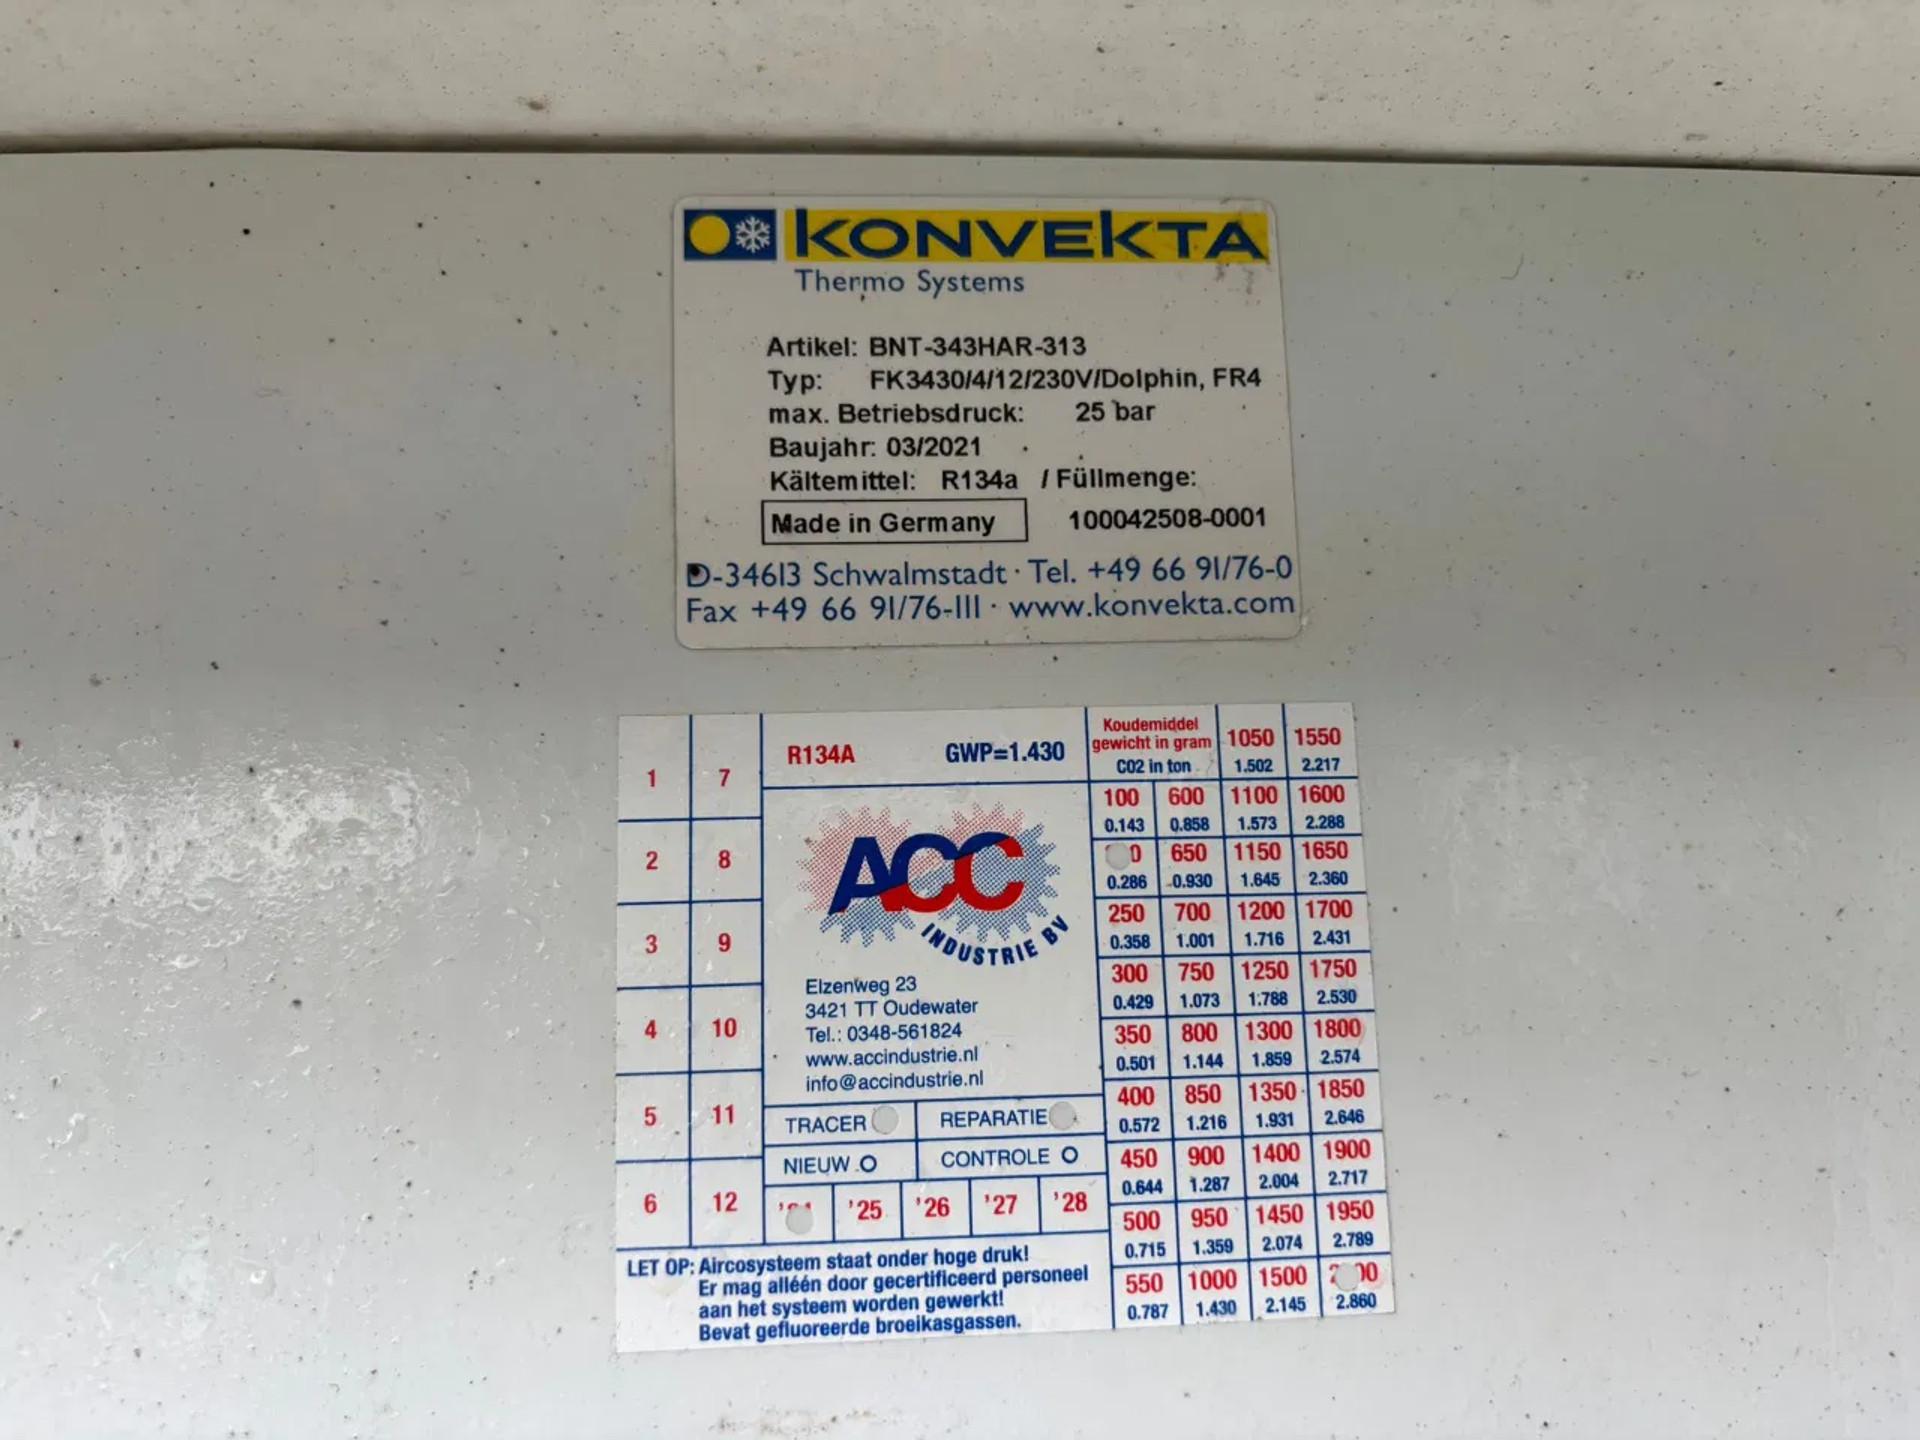 KONVEKTA
Thermo Systems
Artikel: BNT-343HAR-313
Typ: FK3430/4/12/230V/Dolphin, FR4
max. Betriebsdruck: 25 bar
Baujahr: 03/2021
Kältemittel: R134a / Füllmenge:
Made in Germany 100042508-0001
D-34613 Schwalmstadt · Tel. +49 66 91/76-0
Fax +49 66 91/76-111 · www.konvekta.com
1 7
2 8
3 9
4 10
5 11
6 12
R134A GWP=1.430
ACC
INDUSTRIE BV
Elzenweg 23
3421 TT Oudewater
Tel.: 0348-561824
www.accindustrie.nl
info@accindustrie.nl
TRACER REPARATIE
NIEUW CONTROLE
'25 '26 '27 '28
Koudemiddel
gewicht in gram 1050 1550
CO2 in ton 1.502 2.217
100 600 1100 1600
0.143 0.858 1.573 2.288
650 1150 1650
0.286 0.930 1.645 2.360
250 700 1200 1700
0.358 1.001 1.716 2.431
300 750 1250 1750
0.429 1.073 1.788 2.530
350 800 1300 1800
0.501 1.144 1.859 2.574
400 850 1350 1850
0.572 1.216 1.931 2.646
450 900 1400 1900
0.644 1.287 2.004 2.717
500 950 1450 1950
0.715 1.359 2.074 2.789
550 1000 1500
0.787 1.430 2.145 2.860
LET OP: Aircosysteem staat onder hoge druk!
Er mag alléén door gecertificeerd personeel
aan het systeem worden gewerkt!
Bevat gefluoreerde broeikasgassen.